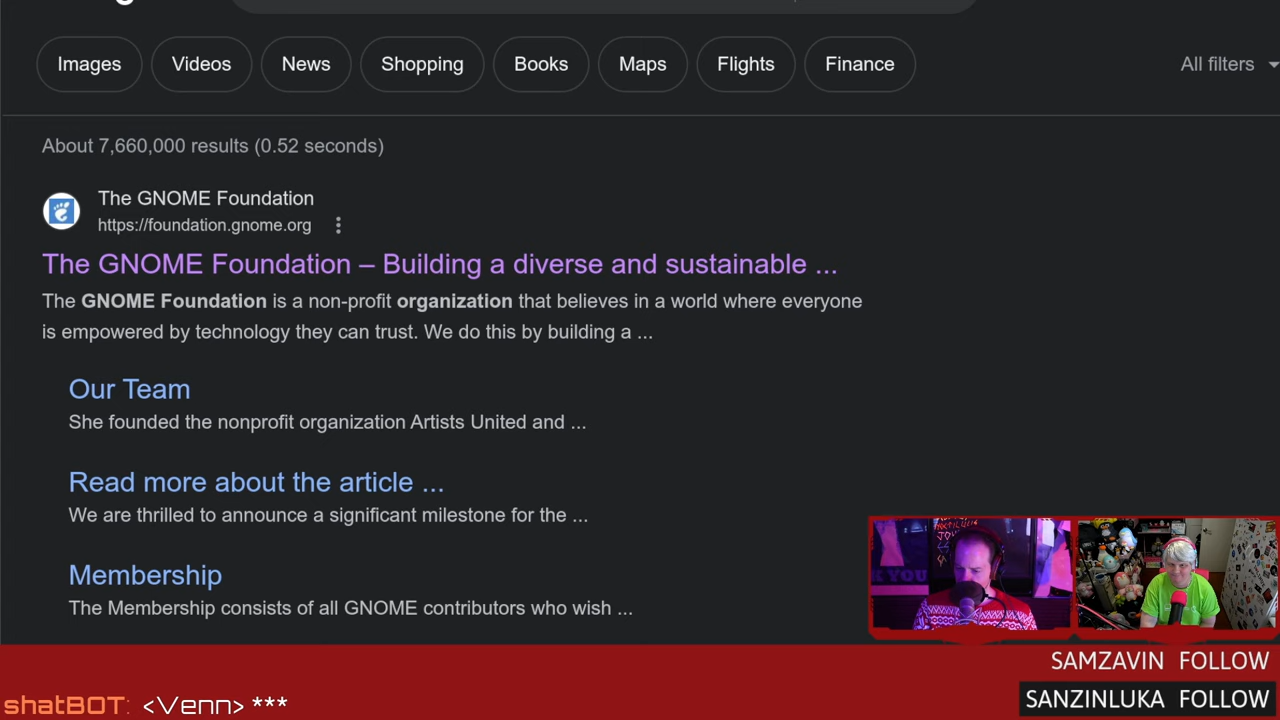 Images Videos News Shopping Books Maps Flights Finance All filters
About 7,660,000 results (0.52 seconds)
The GNOME Foundation
https://foundation.gnome.org
The GNOME Foundation – Building a diverse and sustainable ...
The GNOME Foundation is a non-profit organization that believes in a world where everyone
is empowered by technology they can trust. We do this by building a ...
Our Team
She founded the nonprofit organization Artists United and ...
Read more about the article ...
We are thrilled to announce a significant milestone for the ...
Membership
The Membership consists of all GNOME contributors who wish ...
SAMZAVIN FOLLOW
SANZINLUKA FOLLOW
shatBOT: <Venn> ***